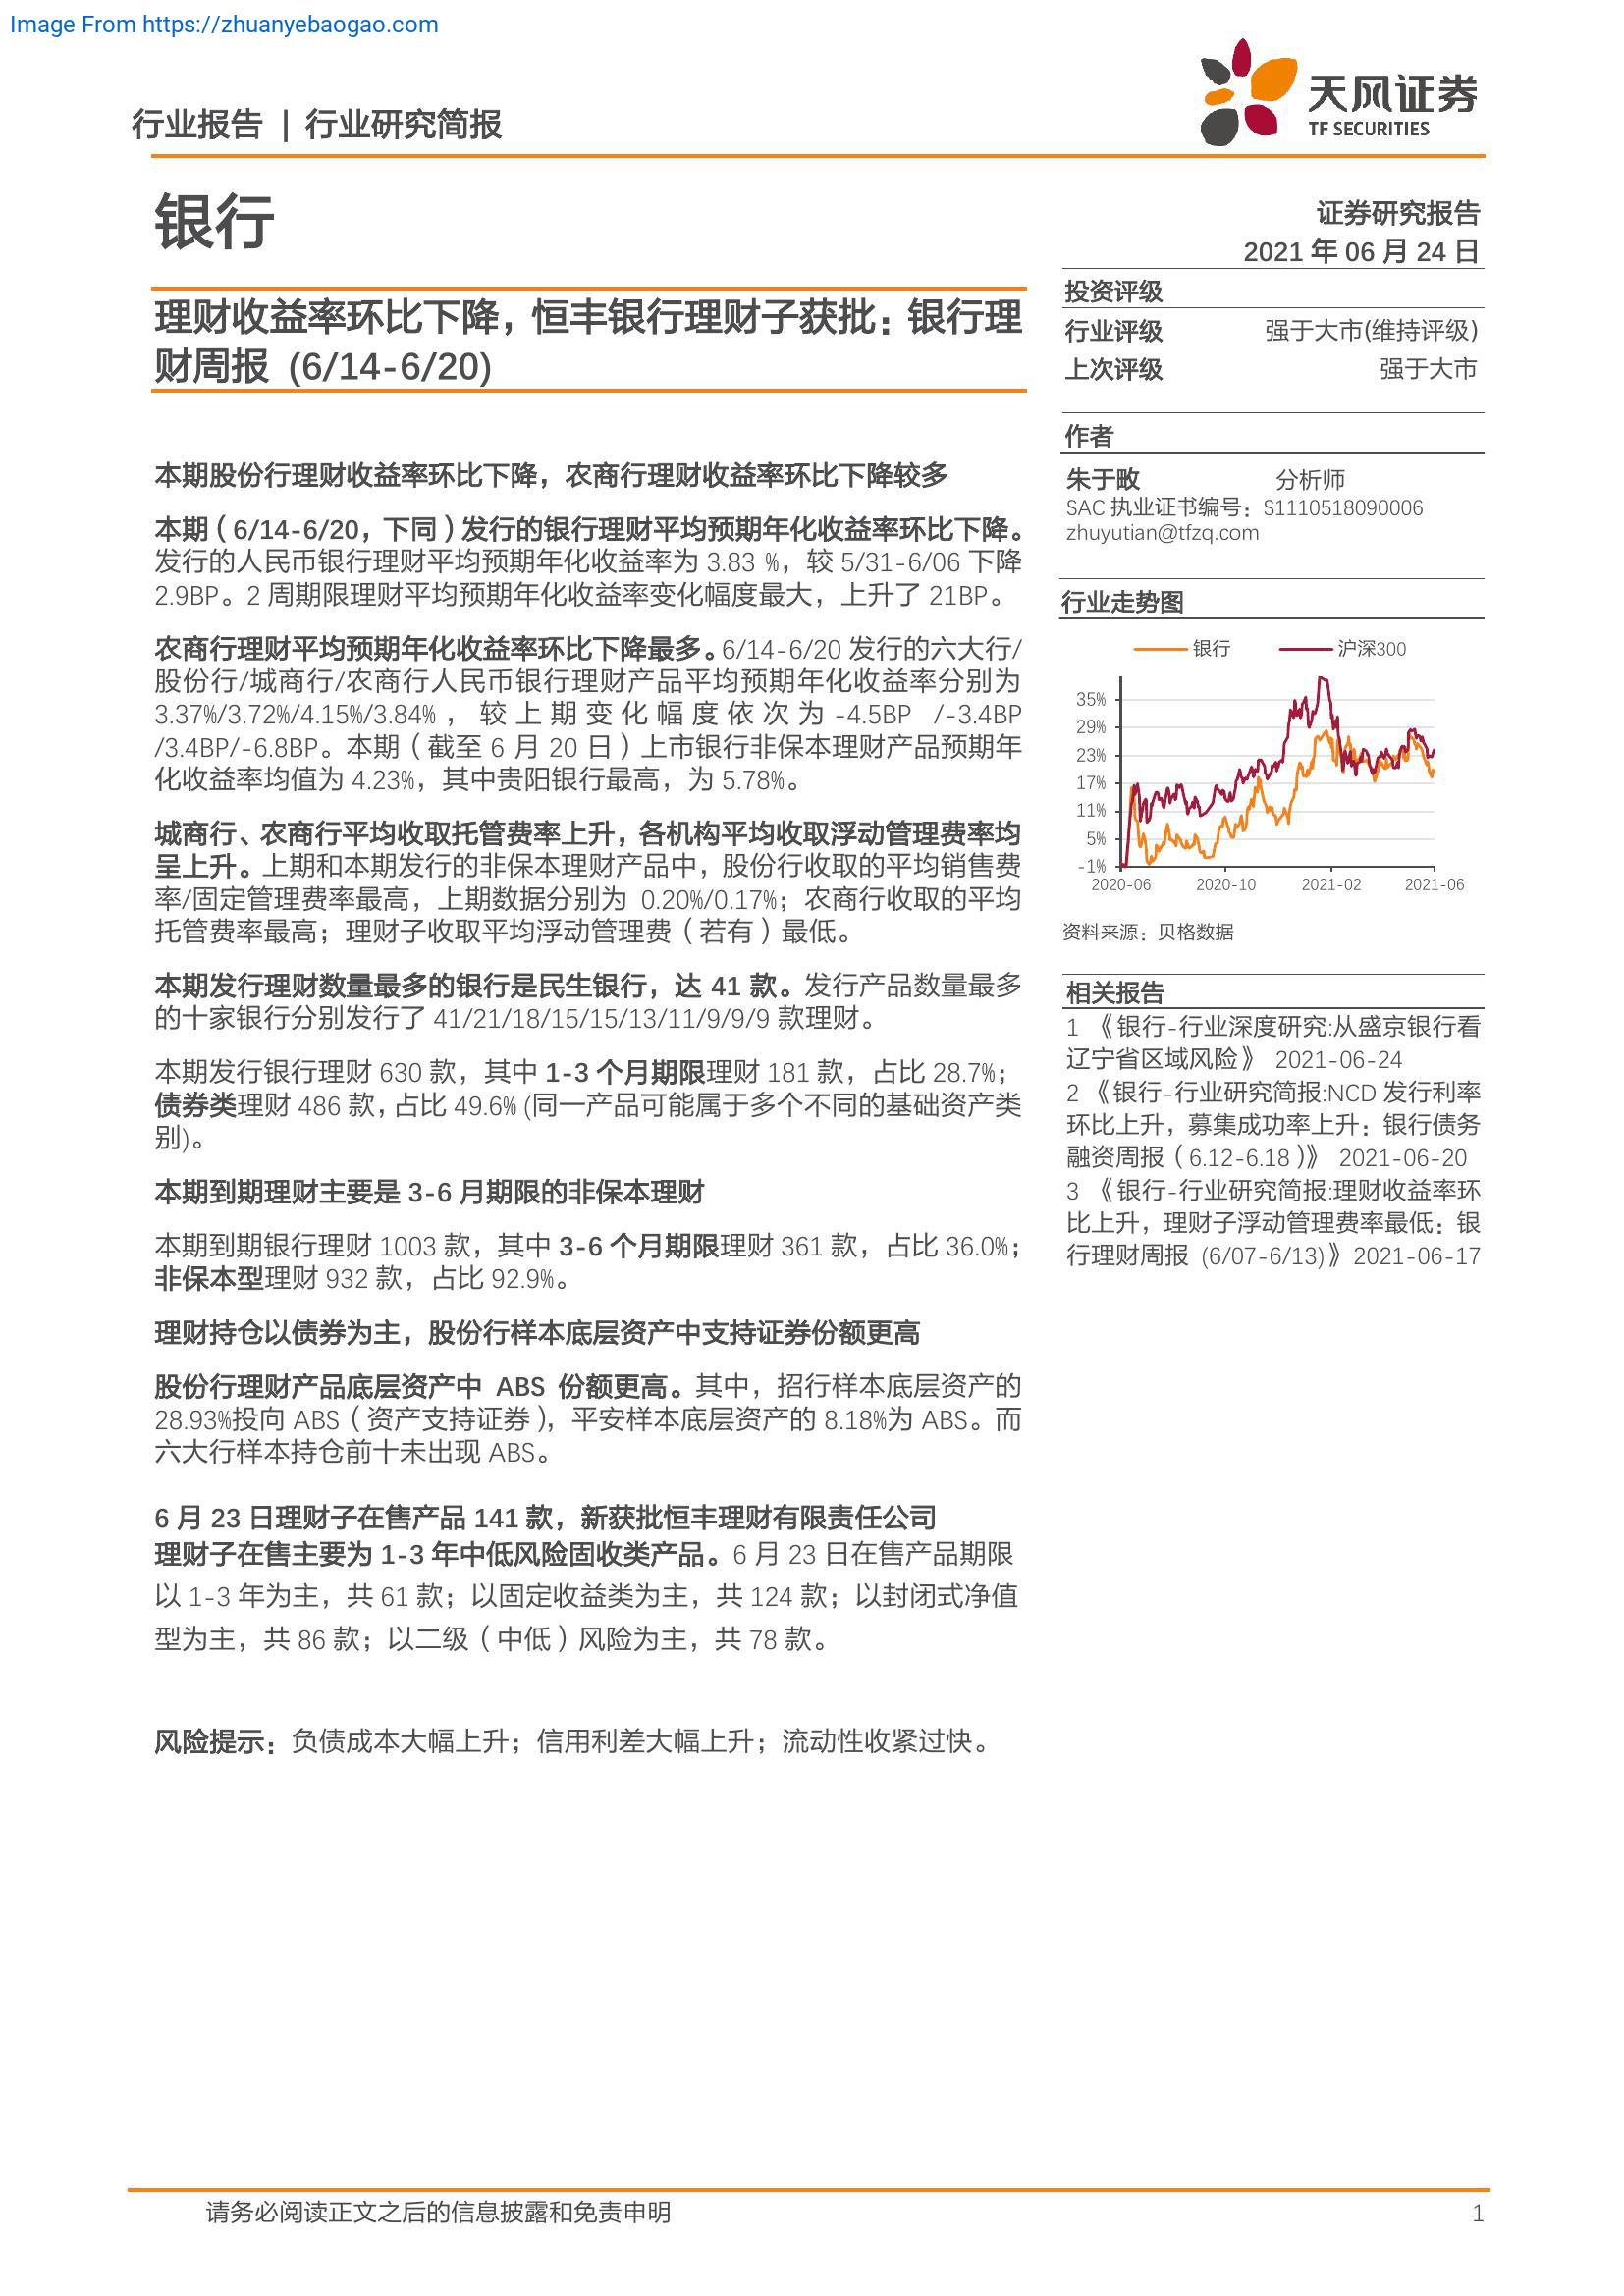 Image From https://zhuanyebaogao.com
行业报告 | 行业研究简报
天风证券
TF SECURITIES
银行
证券研究报告
2021 年 06 月 24 日
理财收益率环比下降，恒丰银行理财子获批：银行理
财周报 (6/14-6/20)
本期股份行理财收益率环比下降，农商行理财收益率环比下降较多
本期（6/14-6/20，下同）发行的银行理财平均预期年化收益率环比下降。
发行的人民币银行理财平均预期年化收益率为 3.83 %，较 5/31-6/06 下降
2.9BP。2 周期限理财平均预期年化收益率变化幅度最大，上升了 21BP。
农商行理财平均预期年化收益率环比下降最多。6/14-6/20 发行的六大行/
股份行/城商行/农商行人民币银行理财产品平均预期年化收益率分别为
3.37%/3.72%/4.15%/3.84%，较上期变化幅度依次为 -4.5BP /-3.4BP
/3.4BP/-6.8BP。本期（截至 6 月 20 日）上市银行非保本理财产品预期年
化收益率均值为 4.23%，其中贵阳银行最高，为 5.78%。
城商行、农商行平均收取托管费率上升，各机构平均收取浮动管理费率均
呈上升。上期和本期发行的非保本理财产品中，股份行收取的平均销售费
率/固定管理费率最高，上期数据分别为 0.20%/0.17%；农商行收取的平均
托管费率最高；理财子收取平均浮动管理费（若有）最低。
本期发行理财数量最多的银行是民生银行，达 41 款。发行产品数量最多
的十家银行分别发行了 41/21/18/15/15/13/11/9/9/9 款理财。
本期发行银行理财 630 款，其中 1-3 个月期限理财 181 款，占比 28.7%；
债券类理财 486 款，占比 49.6% (同一产品可能属于多个不同的基础资产类
别)。
本期到期理财主要是 3-6 月期限的非保本理财
本期到期银行理财 1003 款，其中 3-6 个月期限理财 361 款，占比 36.0%；
非保本型理财 932 款，占比 92.9%。
理财持仓以债券为主，股份行样本底层资产中支持证券份额更高
股份行理财产品底层资产中 ABS 份额更高。其中，招行样本底层资产的
28.93%投向 ABS（资产支持证券），平安样本底层资产的 8.18%为 ABS。而
六大行样本持仓前十未出现 ABS。
6 月 23 日理财子在售产品 141 款，新获批恒丰理财有限责任公司
理财子在售主要为 1-3 年中低风险固收类产品。6 月 23 日在售产品期限
以 1-3 年为主，共 61 款；以固定收益类为主，共 124 款；以封闭式净值
型为主，共 86 款；以二级（中低）风险为主，共 78 款。
风险提示：负债成本大幅上升；信用利差大幅上升；流动性收紧过快。
投资评级
行业评级 强于大市(维持评级)
上次评级 强于大市
作者
朱于畋 分析师
SAC 执业证书编号：S1110518090006
zhuyutian@tfzq.com
行业走势图
银行 沪深300
35%
29%
23%
17%
11%
5%
-1%
2020-06 2020-10 2021-02 2021-06
资料来源：贝格数据
相关报告
1 《银行-行业深度研究:从盛京银行看
辽宁省区域风险》 2021-06-24
2 《银行-行业研究简报:NCD 发行利率
环比上升，募集成功率上升：银行债务
融资周报（6.12-6.18）》 2021-06-20
3 《银行-行业研究简报:理财收益率环
比上升，理财子浮动管理费率最低：银
行理财周报 (6/07-6/13)》2021-06-17
请务必阅读正文之后的信息披露和免责申明 1